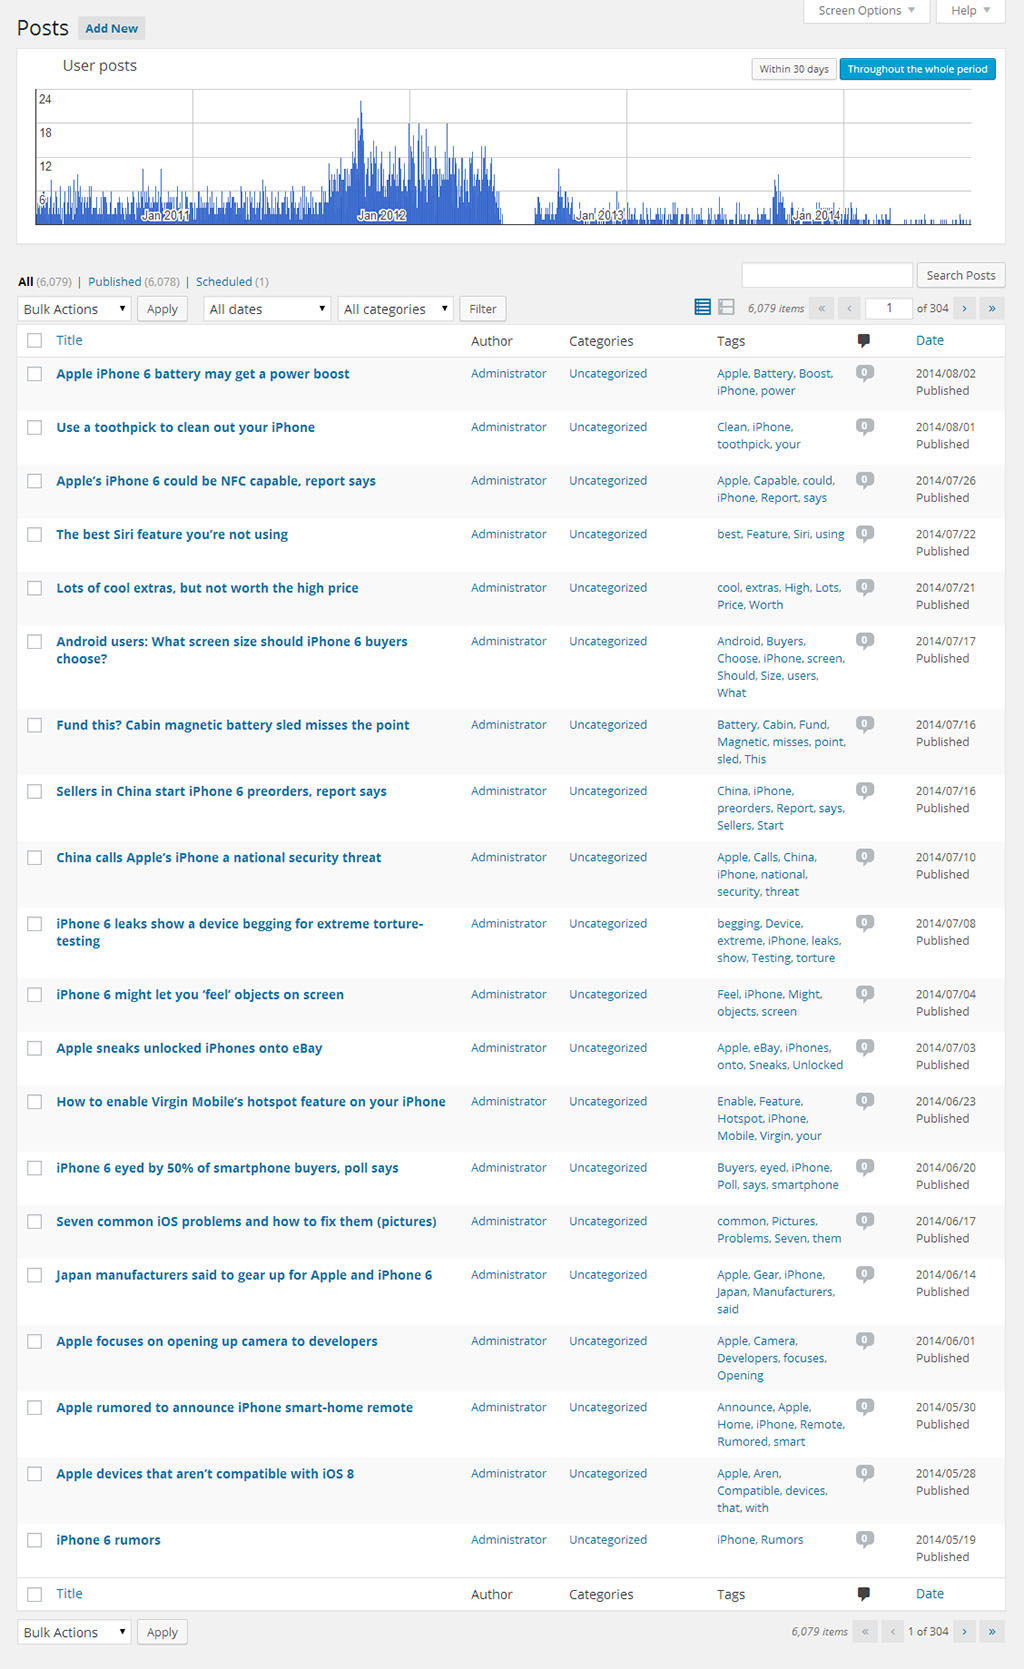 Screen Options ▼ Help ▼
Posts Add New
User posts Within 30 days Throughout the whole period
24
18
12
6
Jan 2011 Jan 2012 Jan 2013 Jan 2014
All (6,079) | Published (6,078) | Scheduled (1) Search Posts
Bulk Actions ▼ Apply All dates ▼ All categories ▼ Filter 6,079 items « ‹ 1 of 304 › »
Title Author Categories Tags Date
Apple iPhone 6 battery may get a power boost Administrator Uncategorized Apple, Battery, Boost, 0 2014/08/02
iPhone, power Published
Use a toothpick to clean out your iPhone Administrator Uncategorized Clean, iPhone, 0 2014/08/01
toothpick, your Published
Apple’s iPhone 6 could be NFC capable, report says Administrator Uncategorized Apple, Capable, could, 0 2014/07/26
iPhone, Report, says Published
The best Siri feature you’re not using Administrator Uncategorized best, Feature, Siri, using 0 2014/07/22
Published
Lots of cool extras, but not worth the high price Administrator Uncategorized cool, extras, High, Lots, 0 2014/07/21
Price, Worth Published
Android users: What screen size should iPhone 6 buyers Administrator Uncategorized Android, Buyers, 0 2014/07/17
choose? Choose, iPhone, screen, Published
Should, Size, users,
What
Fund this? Cabin magnetic battery sled misses the point Administrator Uncategorized Battery, Cabin, Fund, 0 2014/07/16
Magnetic, misses, point, Published
sled, This
Sellers in China start iPhone 6 preorders, report says Administrator Uncategorized China, iPhone, 0 2014/07/16
preorders, Report, says, Published
Sellers, Start
China calls Apple’s iPhone a national security threat Administrator Uncategorized Apple, Calls, China, 0 2014/07/10
iPhone, national, Published
security, threat
iPhone 6 leaks show a device begging for extreme torture- Administrator Uncategorized begging, Device, 0 2014/07/08
testing extreme, iPhone, leaks, Published
show, Testing, torture
iPhone 6 might let you ‘feel’ objects on screen Administrator Uncategorized Feel, iPhone, Might, 0 2014/07/04
objects, screen Published
Apple sneaks unlocked iPhones onto eBay Administrator Uncategorized Apple, eBay, iPhones, 0 2014/07/03
onto, Sneaks, Unlocked Published
How to enable Virgin Mobile’s hotspot feature on your iPhone Administrator Uncategorized Enable, Feature, 0 2014/06/23
Hotspot, iPhone, Published
Mobile, Virgin, your
iPhone 6 eyed by 50% of smartphone buyers, poll says Administrator Uncategorized Buyers, eyed, iPhone, 0 2014/06/20
Poll, says, smartphone Published
Seven common iOS problems and how to fix them (pictures) Administrator Uncategorized common, Pictures, 0 2014/06/17
Problems, Seven, them Published
Japan manufacturers said to gear up for Apple and iPhone 6 Administrator Uncategorized Apple, Gear, iPhone, 0 2014/06/14
Japan, Manufacturers, Published
said
Apple focuses on opening up camera to developers Administrator Uncategorized Apple, Camera, 0 2014/06/01
Developers, focuses, Published
Opening
Apple rumored to announce iPhone smart-home remote Administrator Uncategorized Announce, Apple, 0 2014/05/30
Home, iPhone, Remote, Published
Rumored, smart
Apple devices that aren’t compatible with iOS 8 Administrator Uncategorized Apple, Aren, 0 2014/05/28
Compatible, devices, Published
that, with
iPhone 6 rumors Administrator Uncategorized iPhone, Rumors 0 2014/05/19
Published
Title Author Categories Tags Date
Bulk Actions ▼ Apply 6,079 items « ‹ 1 of 304 › »